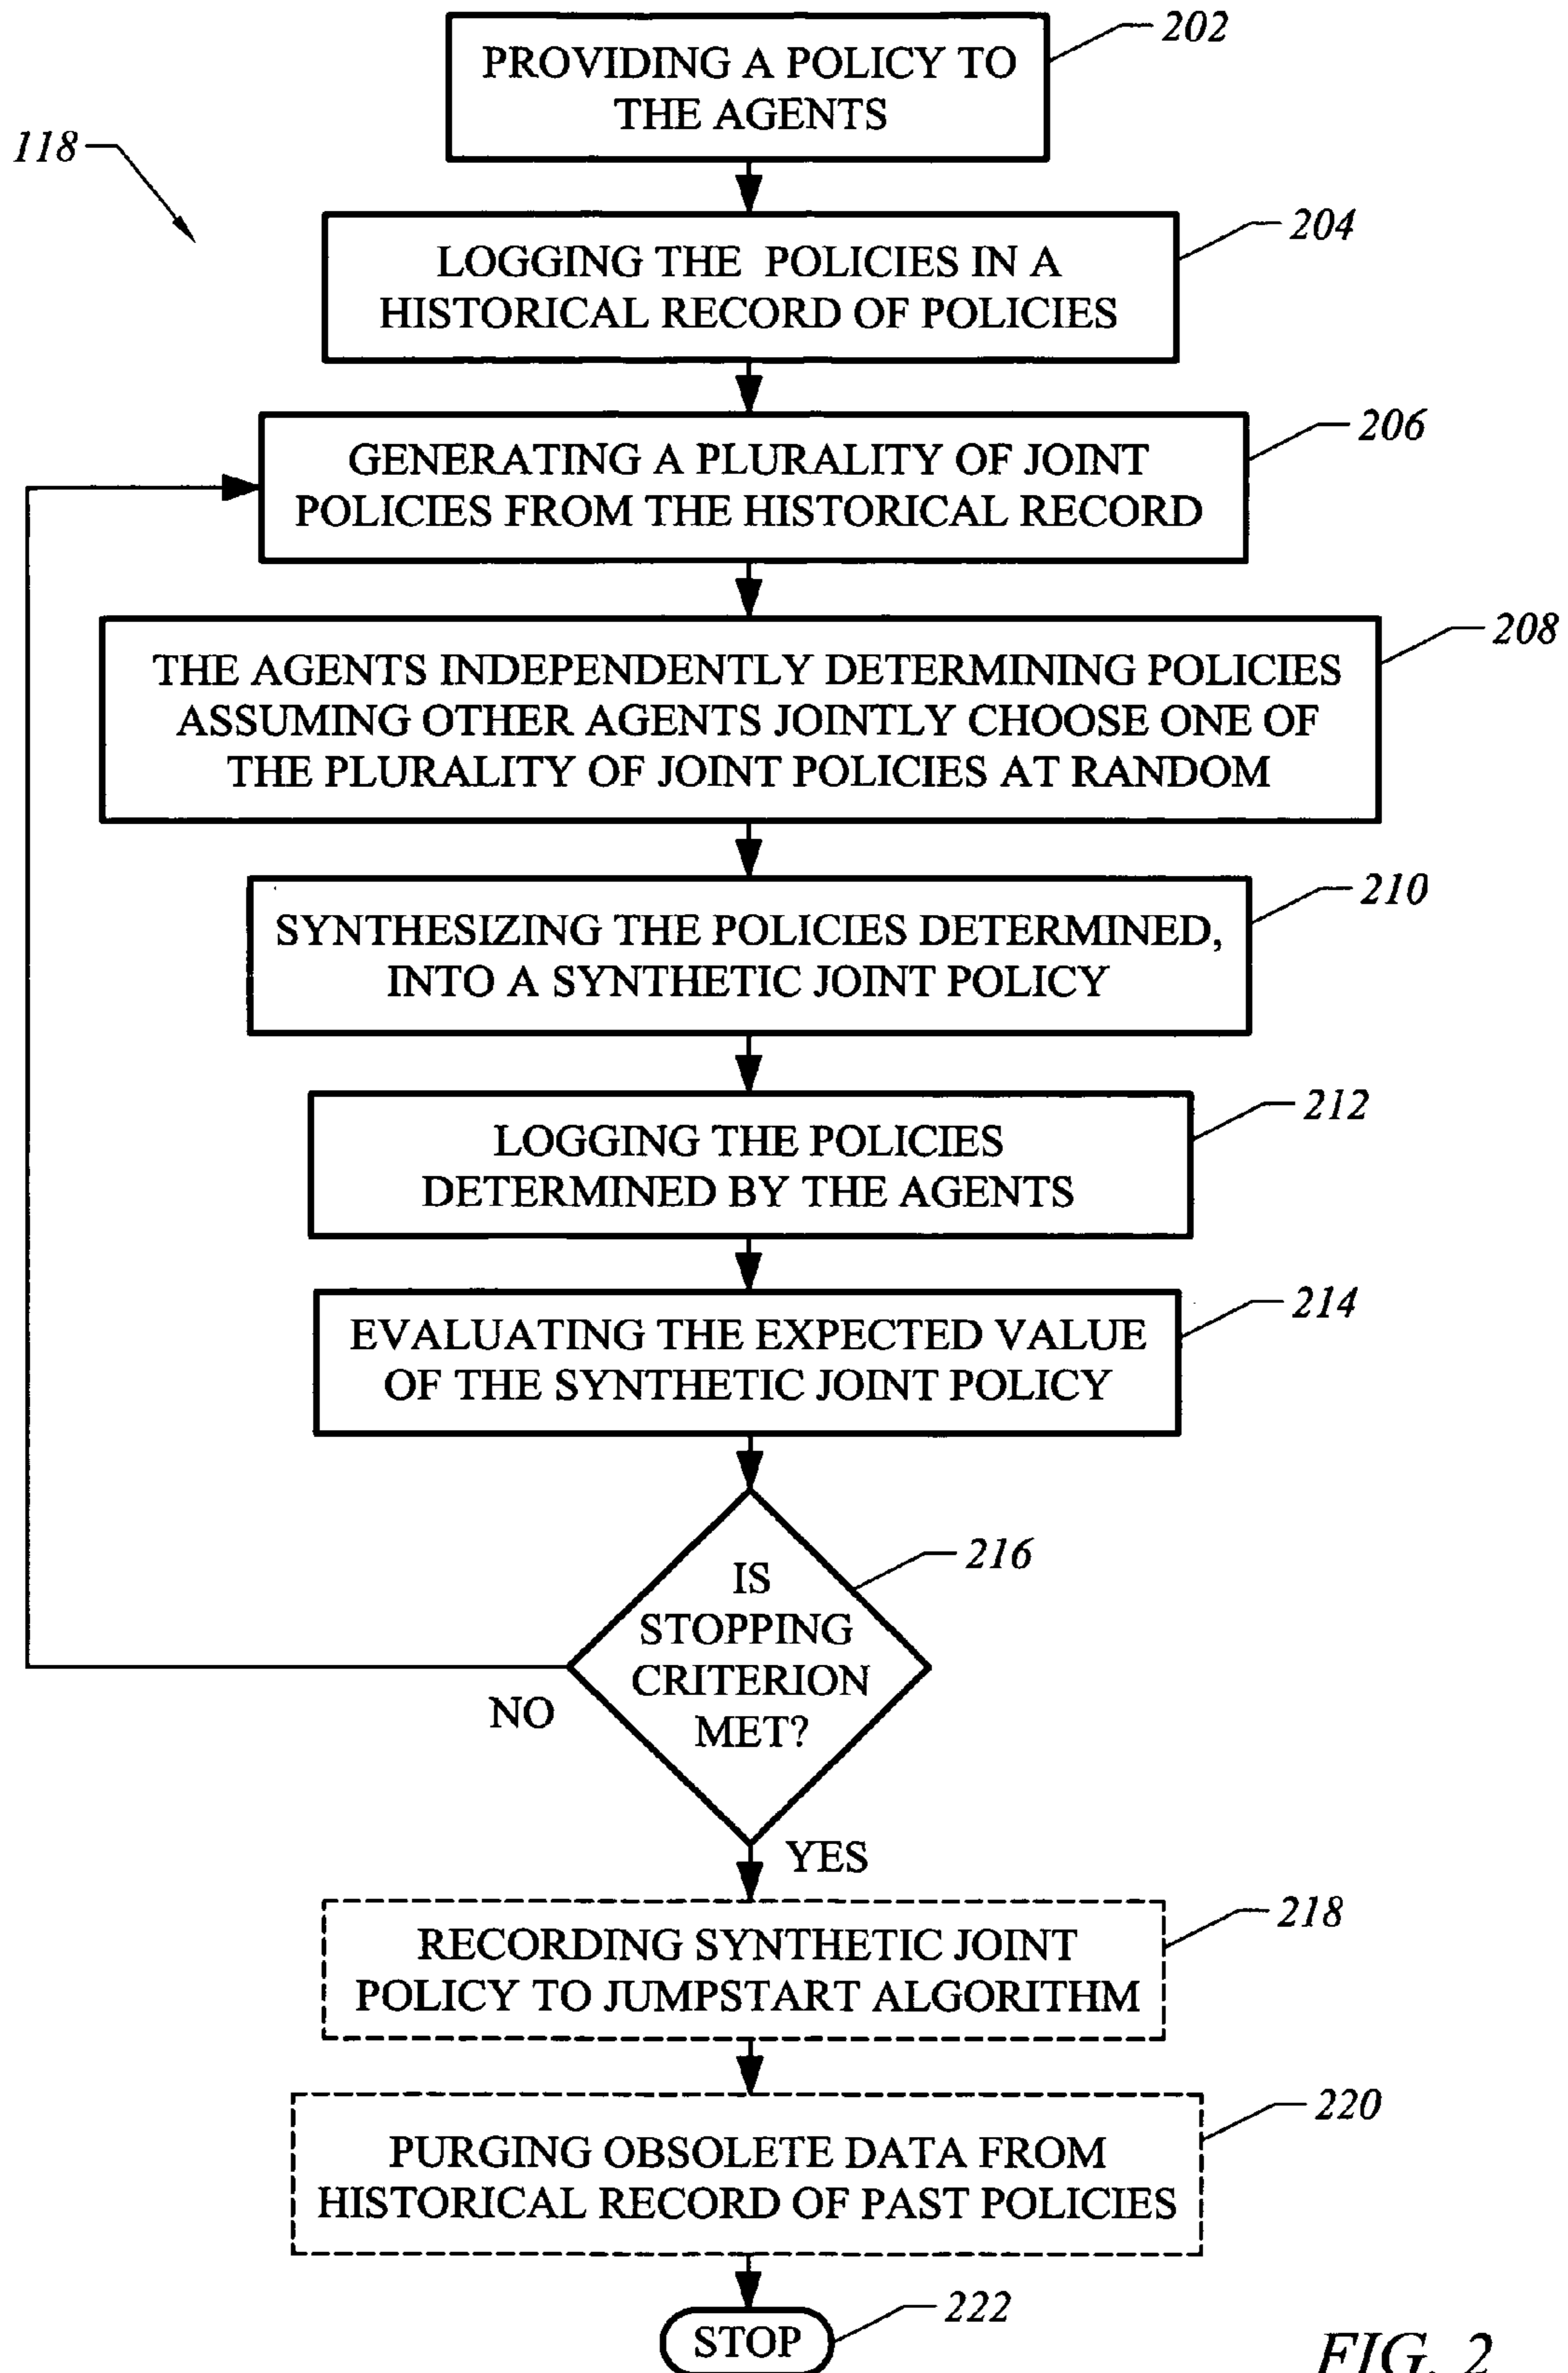 202
PROVIDING A POLICY TO
THE AGENTS
118
204
LOGGING THE POLICIES IN A
HISTORICAL RECORD OF POLICIES
206
GENERATING A PLURALITY OF JOINT
POLICIES FROM THE HISTORICAL RECORD
208
THE AGENTS INDEPENDENTLY DETERMINING POLICIES
ASSUMING OTHER AGENTS JOINTLY CHOOSE ONE OF
THE PLURALITY OF JOINT POLICIES AT RANDOM
210
SYNTHESIZING THE POLICIES DETERMINED,
INTO A SYNTHETIC JOINT POLICY
212
LOGGING THE POLICIES
DETERMINED BY THE AGENTS
214
EVALUATING THE EXPECTED VALUE
OF THE SYNTHETIC JOINT POLICY
216
IS
STOPPING
CRITERION
MET?
NO
YES
218
RECORDING SYNTHETIC JOINT
POLICY TO JUMPSTART ALGORITHM
220
PURGING OBSOLETE DATA FROM
HISTORICAL RECORD OF PAST POLICIES
222
STOP
FIG. 2